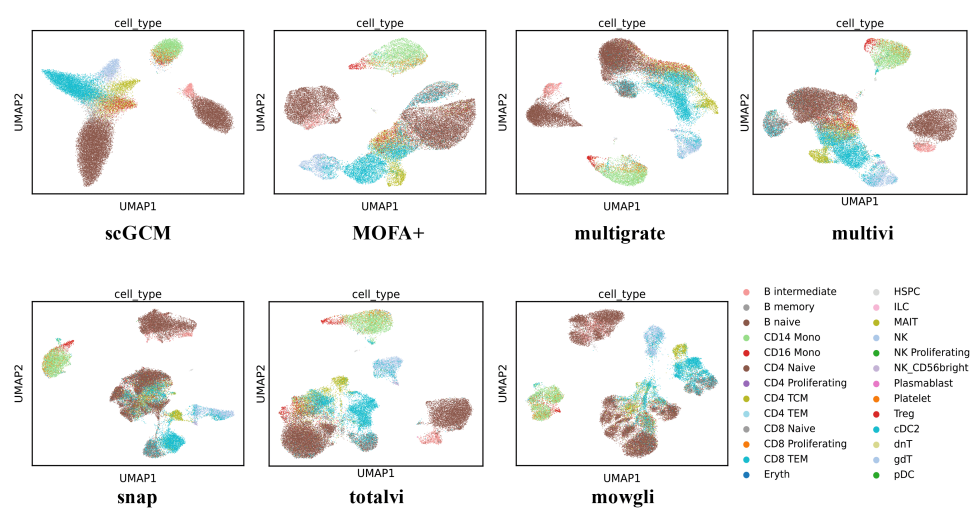 cell_type
cell_type
cell_type
cell_type
UMAP2
UMAP2
UMAP2
UMAP2
UMAP1
UMAP1
UMAP1
UMAP1
scGCM
MOFA+
multigrate
multivi
cell_type
cell_type
cell_type
UMAP2
UMAP2
UMAP2
UMAP1
UMAP1
UMAP1
snap
totalvi
mowgli
B intermediate
B memory
B naive
CD14 Mono
CD16 Mono
CD4 Naive
CD4 Proliferating
CD4 TCM
CD4 TEM
CD8 Naive
CD8 Proliferating
CD8 TEM
Eryth
HSPC
ILC
MAIT
NK
NK Proliferating
NK_CD56bright
Plasmablast
Platelet
Treg
cDC2
dnT
gdT
pDC